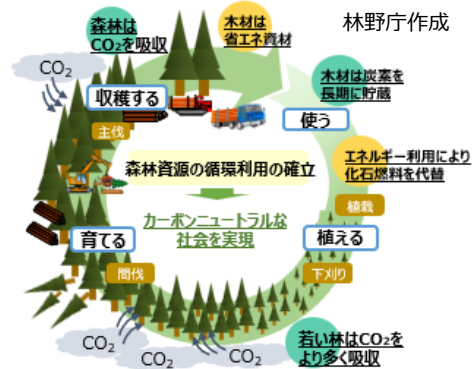 林野庁作成
森林は
CO₂を吸収
木材は
省エネ資材
CO₂
木材は炭素を
長期に貯蔵
収穫する
使う
主伐
エネルギー利用により
化石燃料を代替
森林資源の循環利用の確立
植栽
カーボンニュートラルな
社会を実現
育てる
植える
間伐
下刈り
若い林はCO₂を
より多く吸収
CO₂
CO₂
CO₂